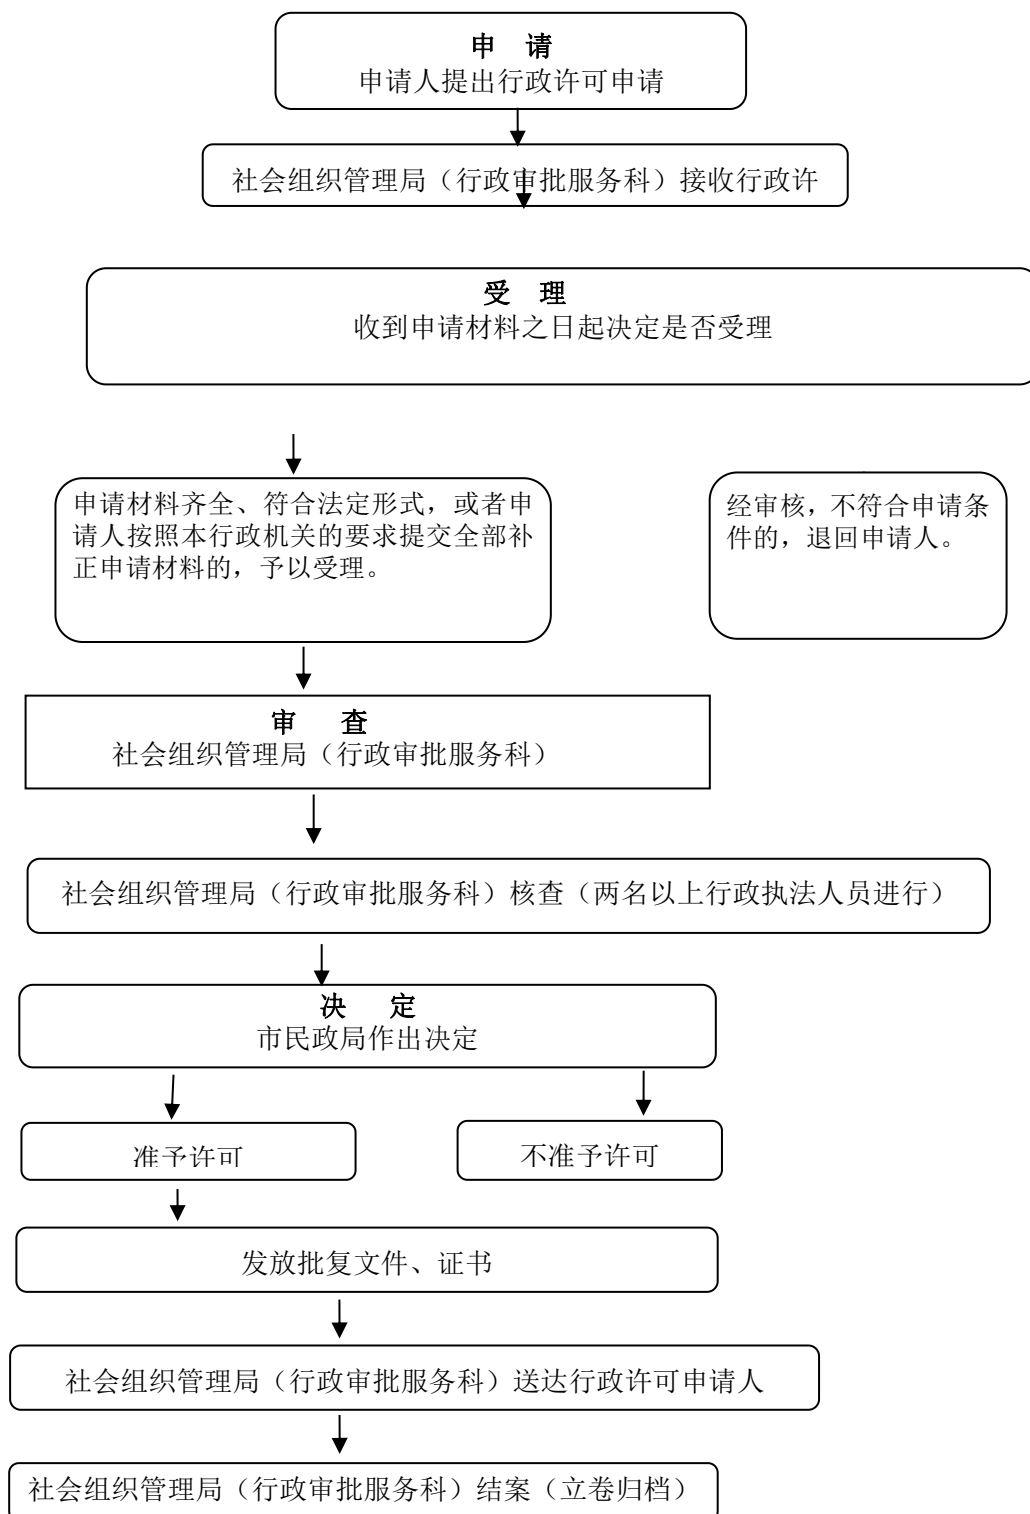 申 请
申请人提出行政许可申请
社会组织管理局（行政审批服务科）接收行政许
受 理
收到申请材料之日起决定是否受理
申请材料齐全、符合法定形式，或者申
请人按照本行政机关的要求提交全部补
正申请材料的，予以受理。
经审核，不符合申请条
件的，退回申请人。
审 查
社会组织管理局（行政审批服务科）
社会组织管理局（行政审批服务科）核查（两名以上行政执法人员进行）
决 定
市民政局作出决定
准予许可
不准予许可
发放批复文件、证书
社会组织管理局（行政审批服务科）送达行政许可申请人
社会组织管理局（行政审批服务科）结案（立卷归档）